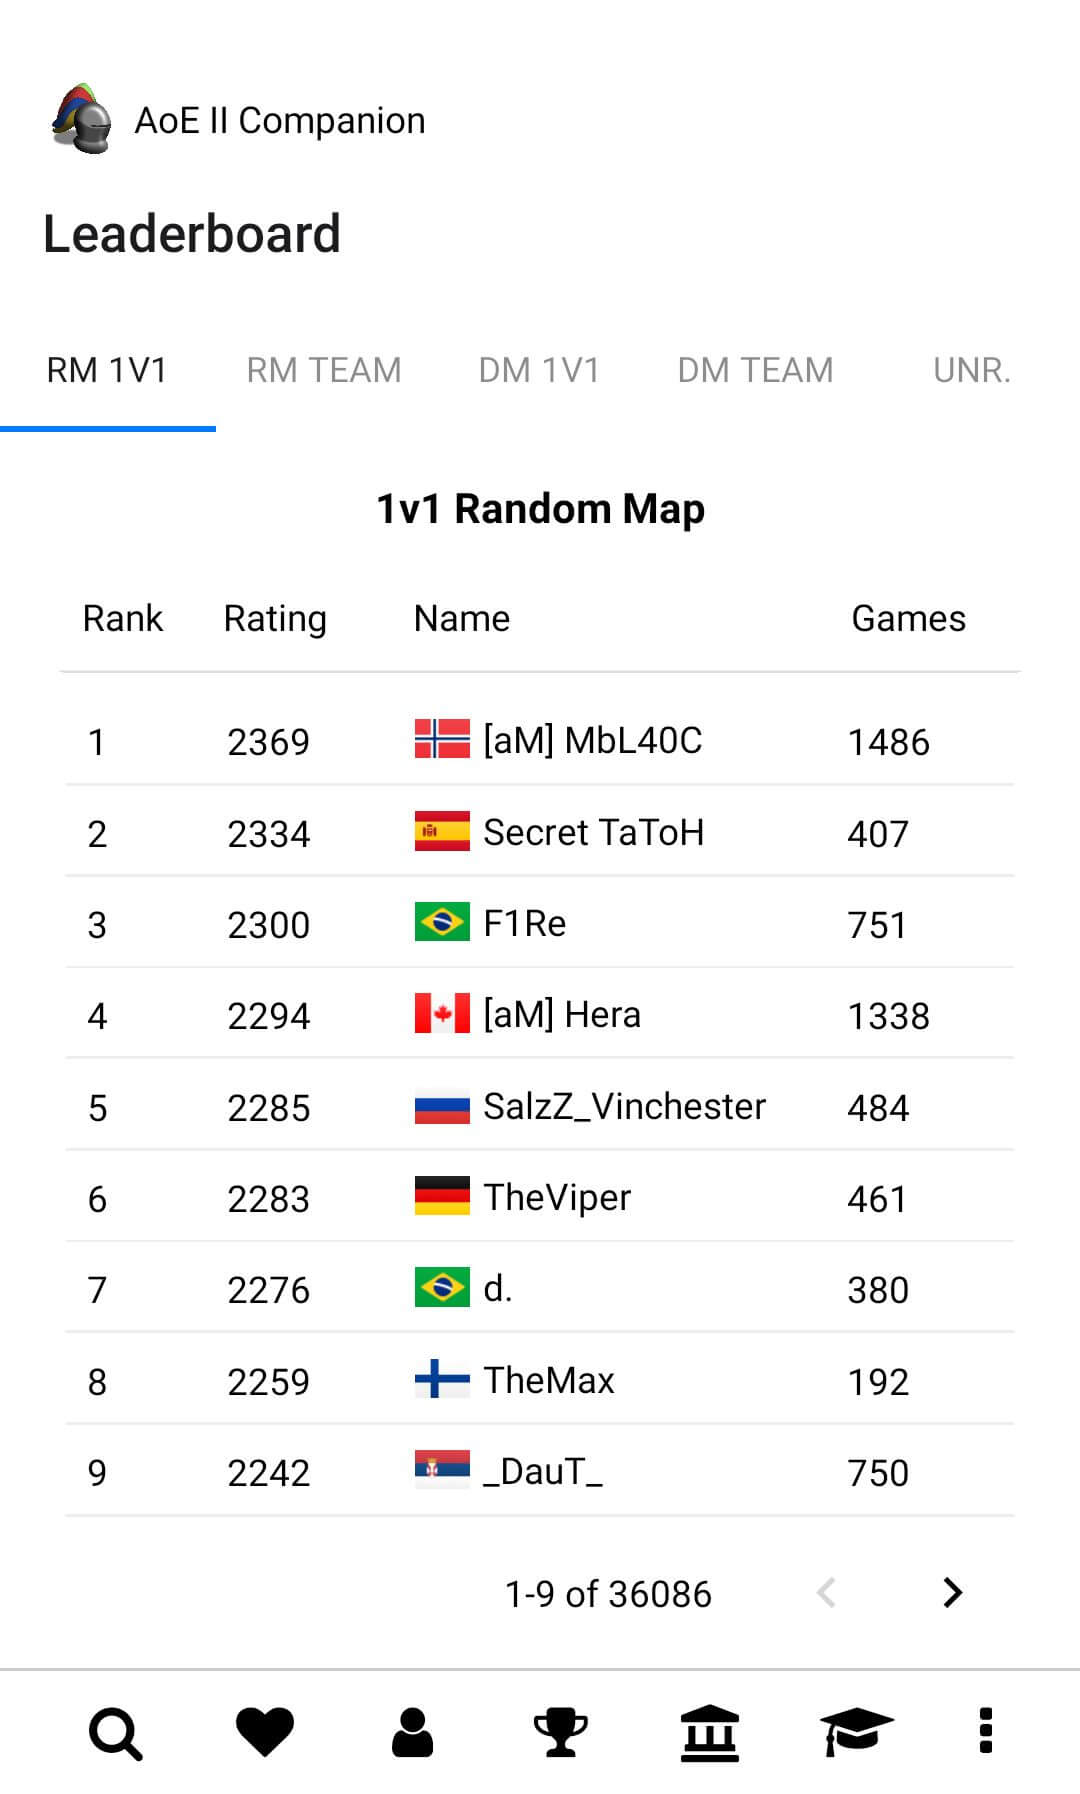 AoE II Companion
Leaderboard
RM 1V1 RM TEAM DM 1V1 DM TEAM UNR.
1v1 Random Map
Rank Rating Name Games
1 2369 [aM] MbL40C 1486
2 2334 Secret TaToH 407
3 2300 F1Re 751
4 2294 [aM] Hera 1338
5 2285 SalzZ_Vinchester 484
6 2283 TheViper 461
7 2276 d. 380
8 2259 TheMax 192
9 2242 _DauT_ 750
1-9 of 36086